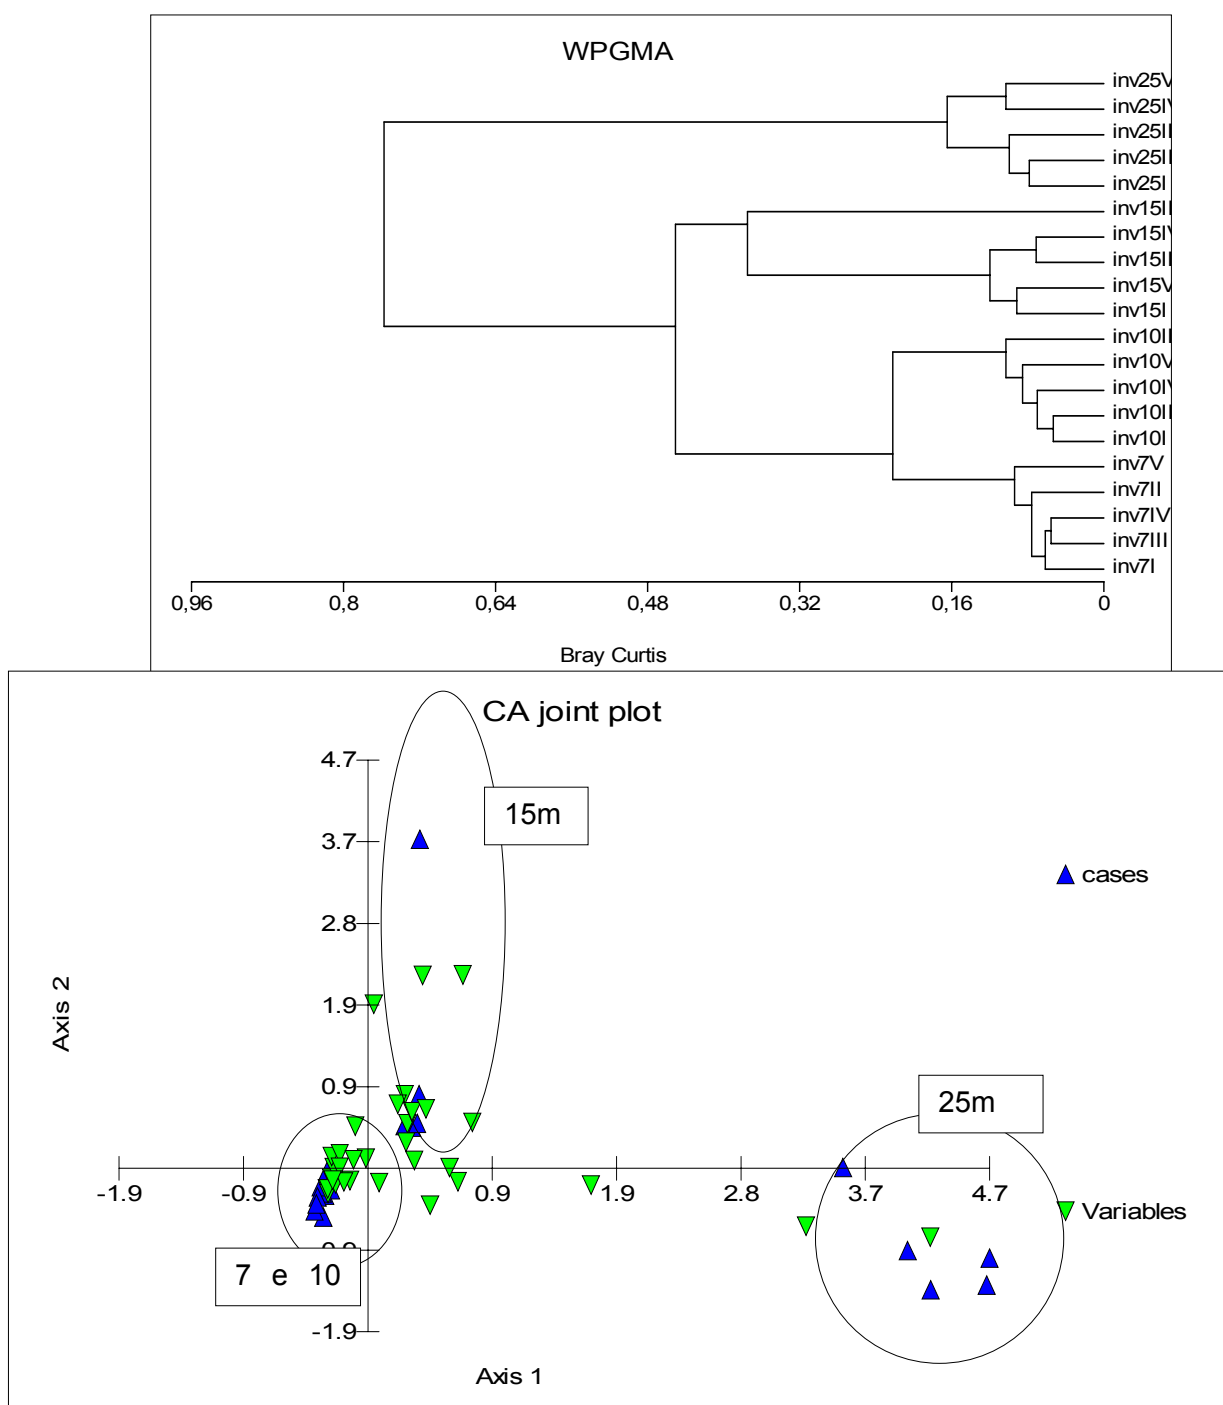 WPGMA
inv25V
inv25IV
inv25II
inv25II
inv25I
inv15II
inv15IV
inv15II
inv15V
inv15I
inv10II
inv10V
inv10IV
inv10II
inv10I
inv7V
inv7II
inv7IV
inv7III
inv7I
0,96 0,8 0,64 0,48 0,32 0,16 0
Bray Curtis
CA joint plot
4.7
15m
3.7
cases
2.8
Axis 2
1.9
0.9
25m
-1.9 -0.9 0.9 1.9 2.8 3.7 4.7
Variables
7 e 10
-1.9
Axis 1